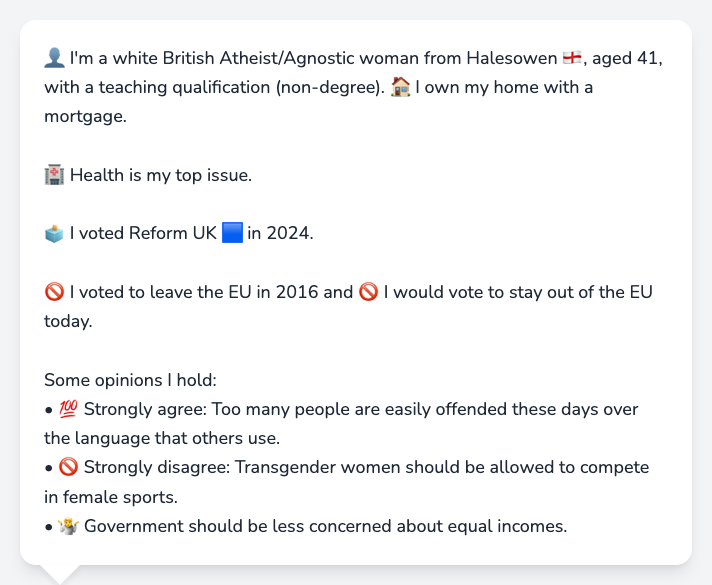 👤 I'm a white British Atheist/Agnostic woman from Halesowen 🏴󠁧󠁢󠁥󠁮󠁧󠁿, aged 41,
with a teaching qualification (non-degree). 🏠 I own my home with a
mortgage.
🏥 Health is my top issue.
🗳️ I voted Reform UK 🟦 in 2024.
🚫 I voted to leave the EU in 2016 and 🚫 I would vote to stay out of the EU
today.
Some opinions I hold:
• 💯 Strongly agree: Too many people are easily offended these days over
the language that others use.
• 🚫 Strongly disagree: Transgender women should be allowed to compete
in female sports.
• 🤷 Government should be less concerned about equal incomes.